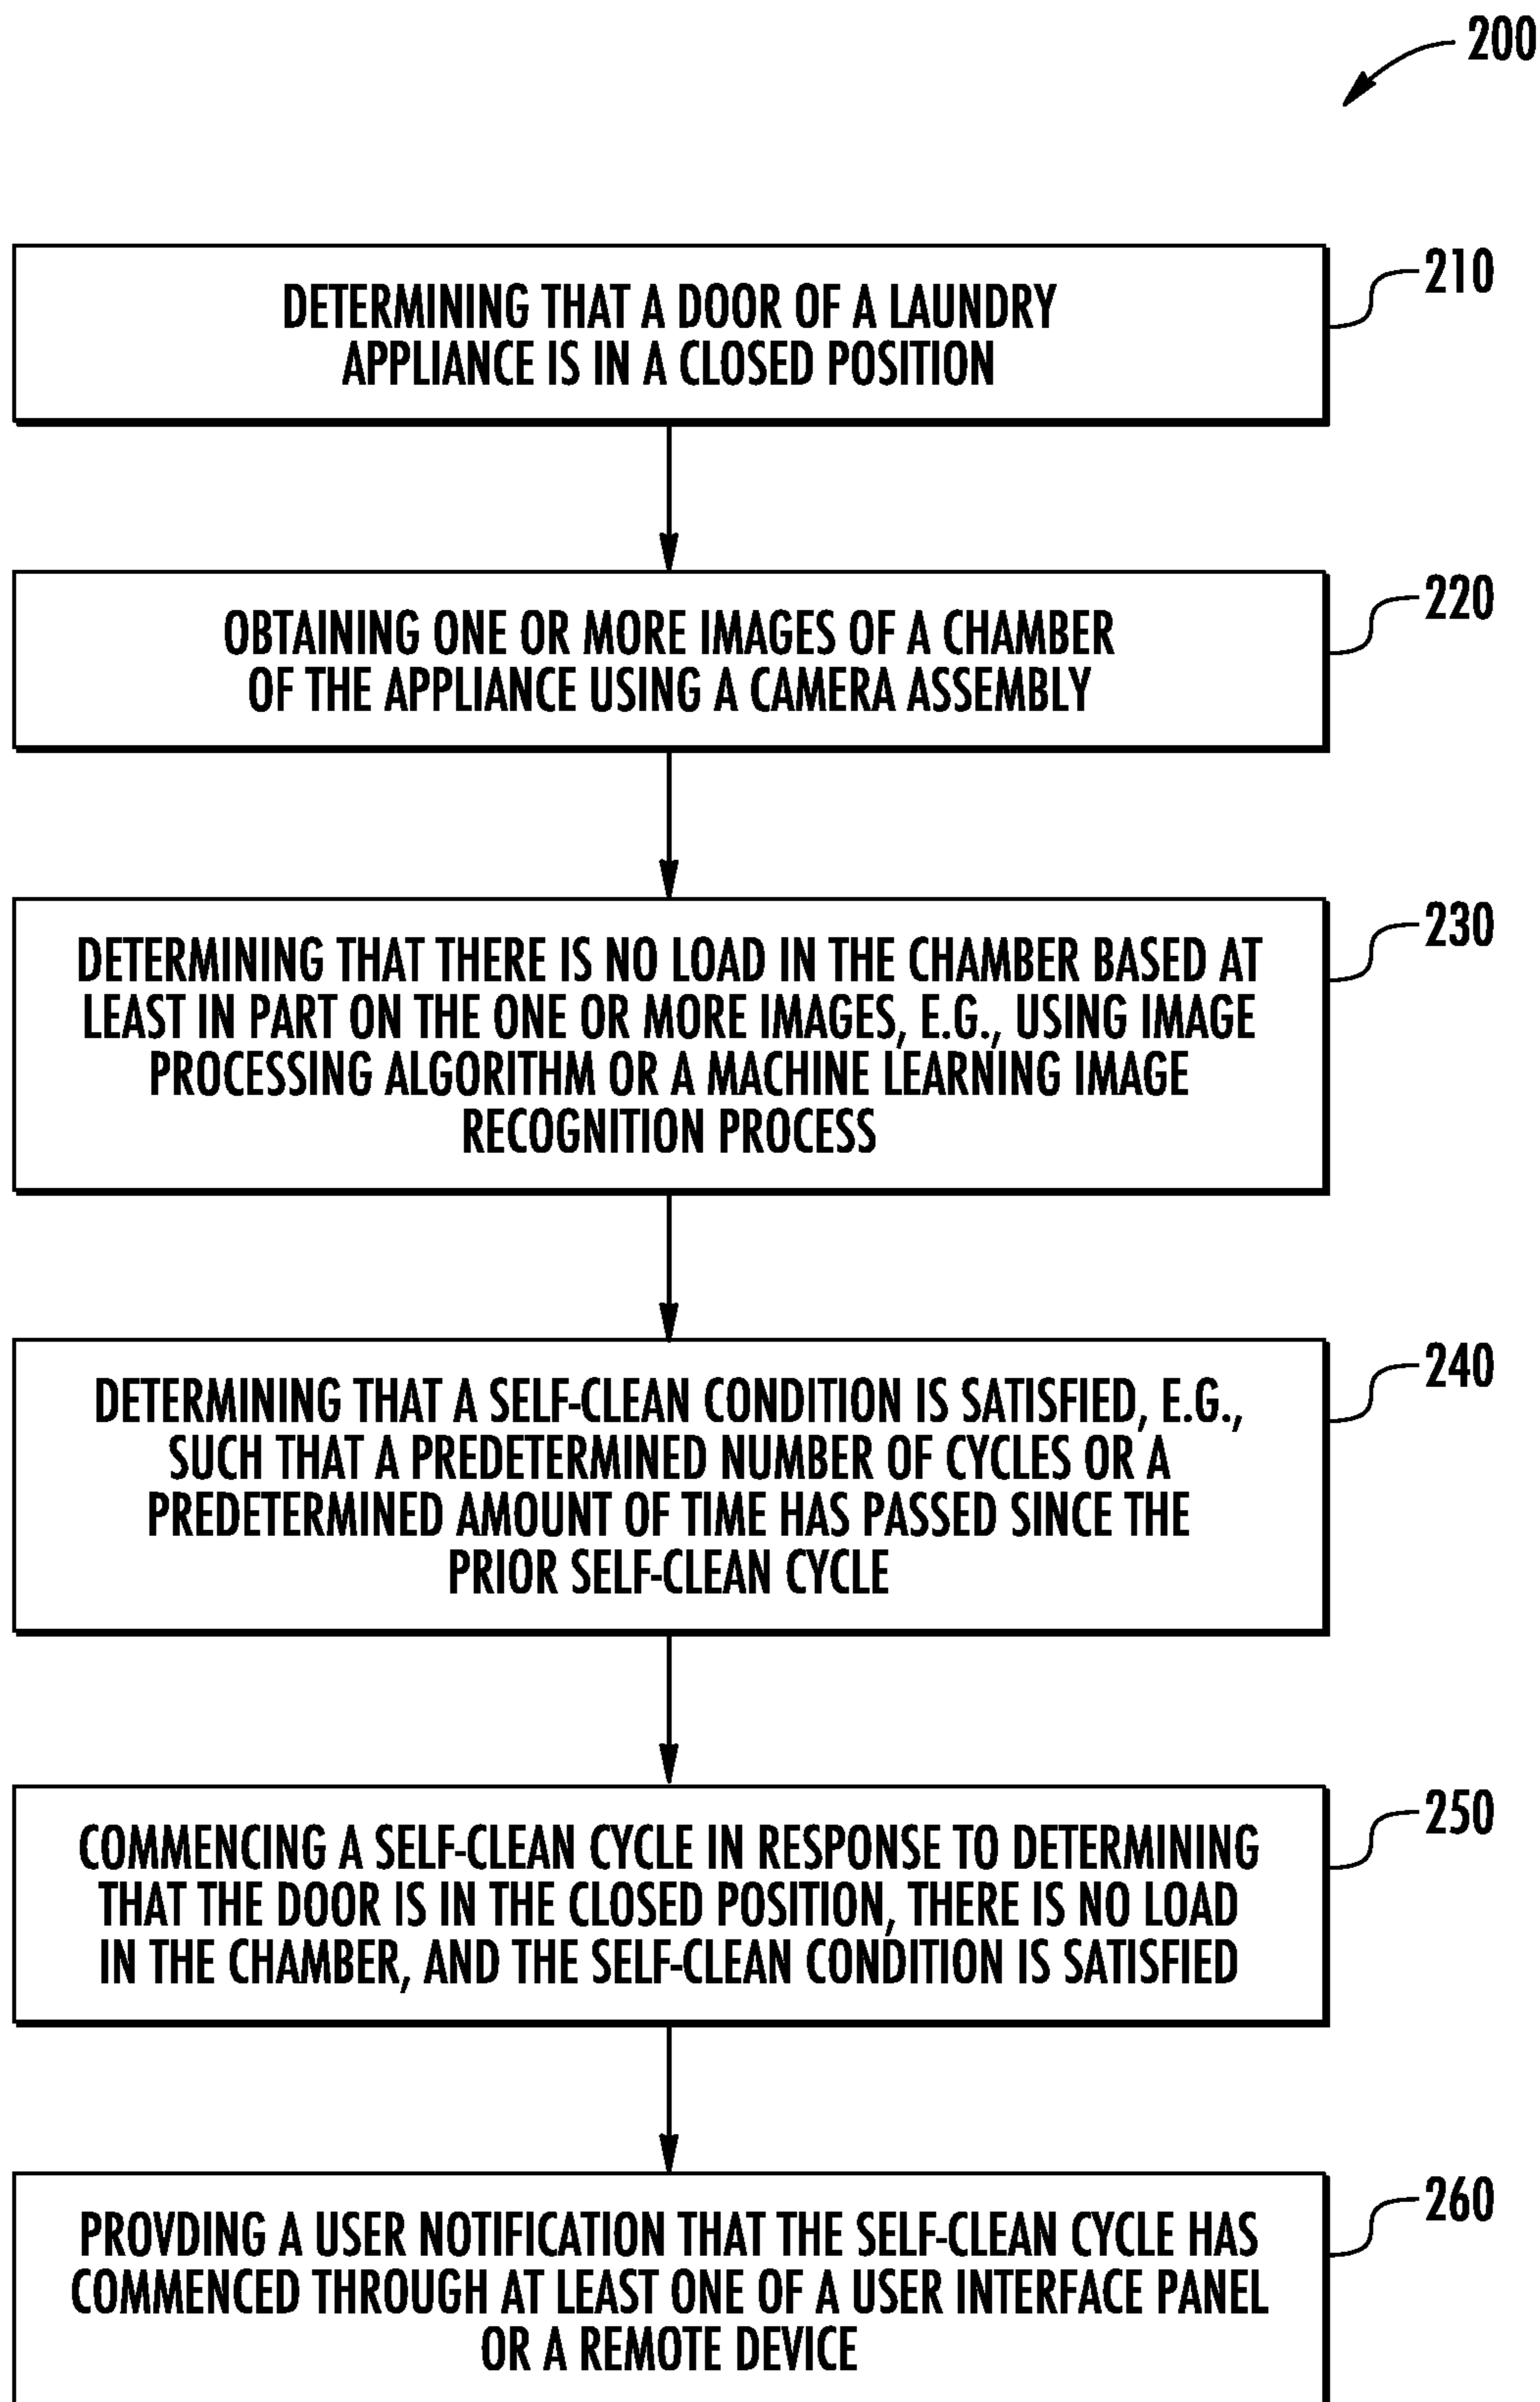 200
DETERMINING THAT A DOOR OF A LAUNDRY
APPLIANCE IS IN A CLOSED POSITION
210
OBTAINING ONE OR MORE IMAGES OF A CHAMBER
OF THE APPLIANCE USING A CAMERA ASSEMBLY
220
DETERMINING THAT THERE IS NO LOAD IN THE CHAMBER BASED AT
LEAST IN PART ON THE ONE OR MORE IMAGES, E.G., USING IMAGE
PROCESSING ALGORITHM OR A MACHINE LEARNING IMAGE
RECOGNITION PROCESS
230
DETERMINING THAT A SELF-CLEAN CONDITION IS SATISFIED, E.G.,
SUCH THAT A PREDETERMINED NUMBER OF CYCLES OR A
PREDETERMINED AMOUNT OF TIME HAS PASSED SINCE THE
PRIOR SELF-CLEAN CYCLE
240
COMMENCING A SELF-CLEAN CYCLE IN RESPONSE TO DETERMINING
THAT THE DOOR IS IN THE CLOSED POSITION, THERE IS NO LOAD
IN THE CHAMBER, AND THE SELF-CLEAN CONDITION IS SATISFIED
250
PROVDING A USER NOTIFICATION THAT THE SELF-CLEAN CYCLE HAS
COMMENCED THROUGH AT LEAST ONE OF A USER INTERFACE PANEL
OR A REMOTE DEVICE
260